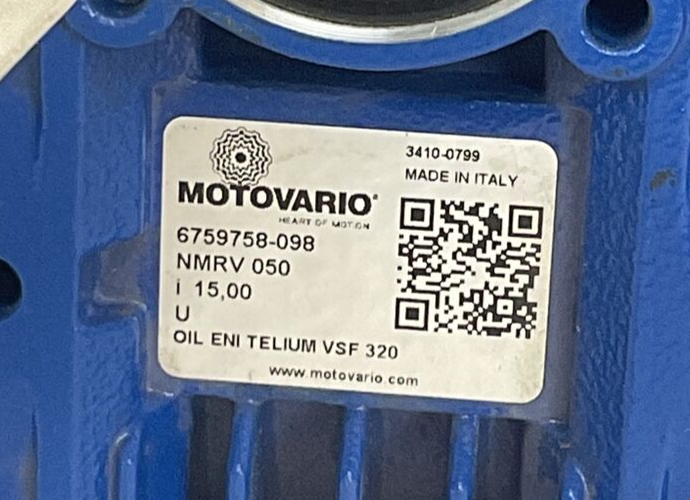 3410-0799
MADE IN ITALY
MOTOVARIO
HEART OF MOTION
6759758-098
NMRV 050
i 15,00
U
OIL ENI TELIUM VSF 320
www.motovario.com